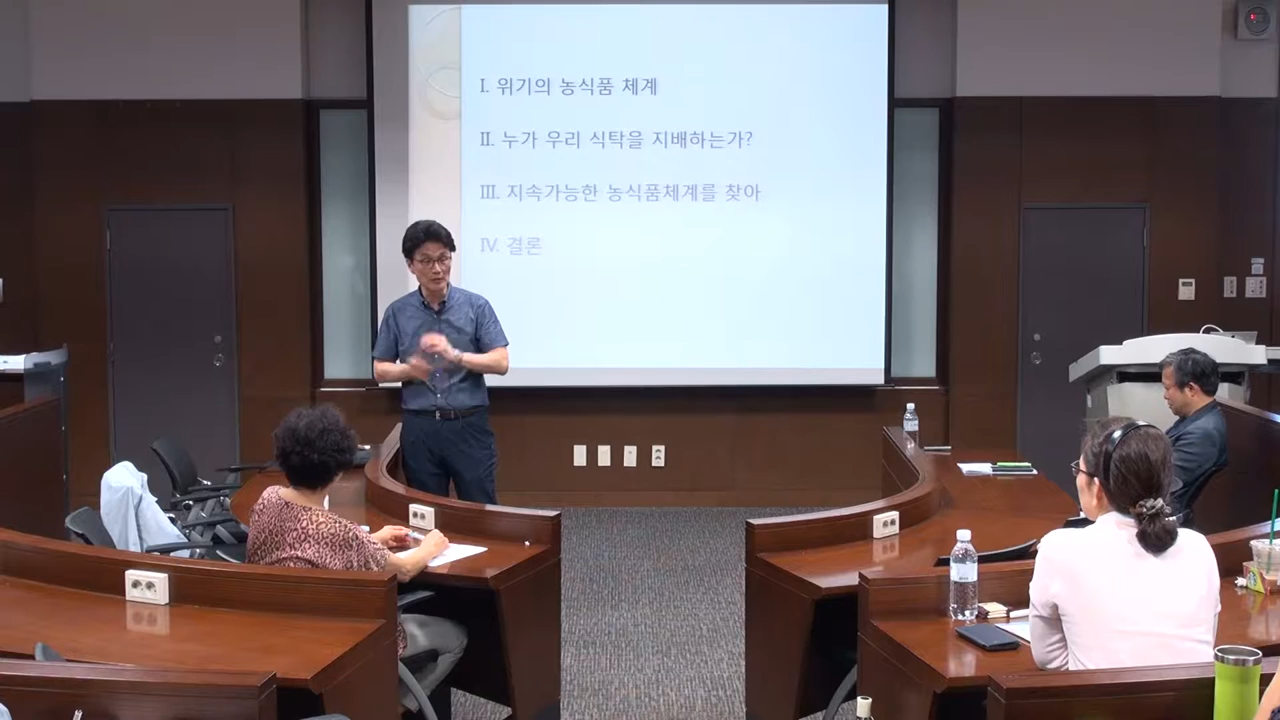 Ⅰ. 위기의 농식품 체계
Ⅱ. 누가 우리 식탁을 지배하는가?
Ⅲ. 지속가능한 농식품체계를 찾아
Ⅳ. 결론